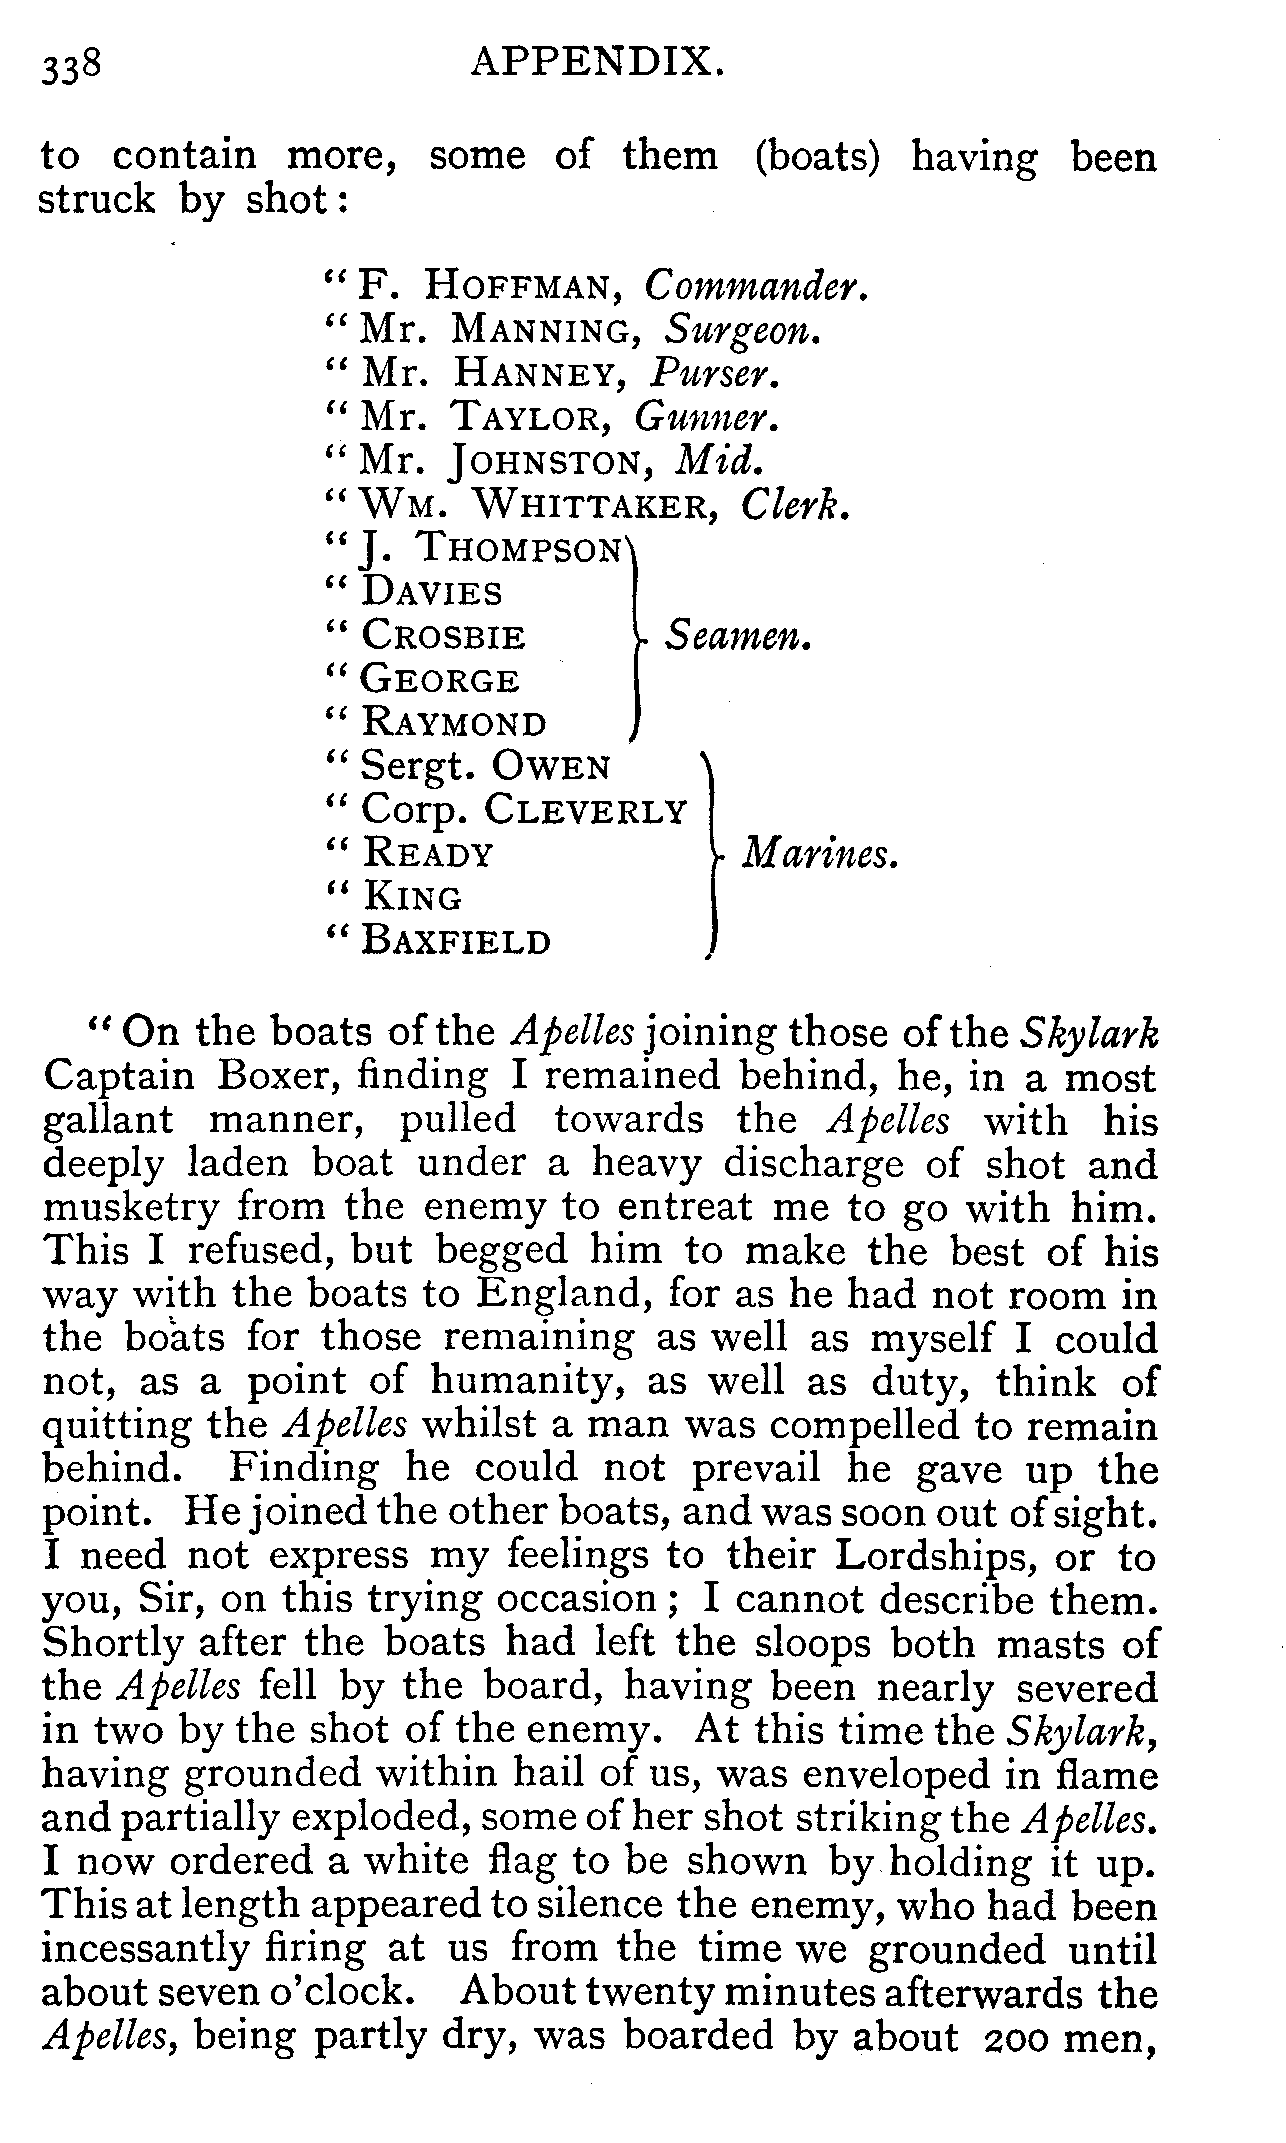 338 APPENDIX.
to contain more, some of them (boats) having been
struck by shot:
“ F. HOFFMAN, Commander.
“ Mr. MANNING, Surgeon.
“ Mr. HANNEY, Purser.
“ Mr. TAYLOR, Gunner.
“ Mr. JOHNSTON, Mid.
“ WM. WHITTAKER, Clerk.
“ J. THOMPSON
“ DAVIES
“ CROSBIE Seamen.
“ GEORGE
“ RAYMOND
“ Sergt. OWEN
“ Corp. CLEVERLY
“ READY Marines.
“ KING
“ BAXFIELD
“ On the boats of the Apelles joining those of the Skylark
Captain Boxer, finding I remained behind, he, in a most
gallant manner, pulled towards the Apelles with his
deeply laden boat under a heavy discharge of shot and
musketry from the enemy to entreat me to go with him.
This I refused, but begged him to make the best of his
way with the boats to England, for as he had not room in
the boats for those remaining as well as myself I could
not, as a point of humanity, as well as duty, think of
quitting the Apelles whilst a man was compelled to remain
behind. Finding he could not prevail he gave up the
point. He joined the other boats, and was soon out of sight.
I need not express my feelings to their Lordships, or to
you, Sir, on this trying occasion; I cannot describe them.
Shortly after the boats had left the sloops both masts of
the Apelles fell by the board, having been nearly severed
in two by the shot of the enemy. At this time the Skylark,
having grounded within hail of us, was enveloped in flame
and partially exploded, some of her shot striking the Apelles.
I now ordered a white flag to be shown by holding it up.
This at length appeared to silence the enemy, who had been
incessantly firing at us from the time we grounded until
about seven o'clock. About twenty minutes afterwards the
Apelles, being partly dry, was boarded by about 200 men,